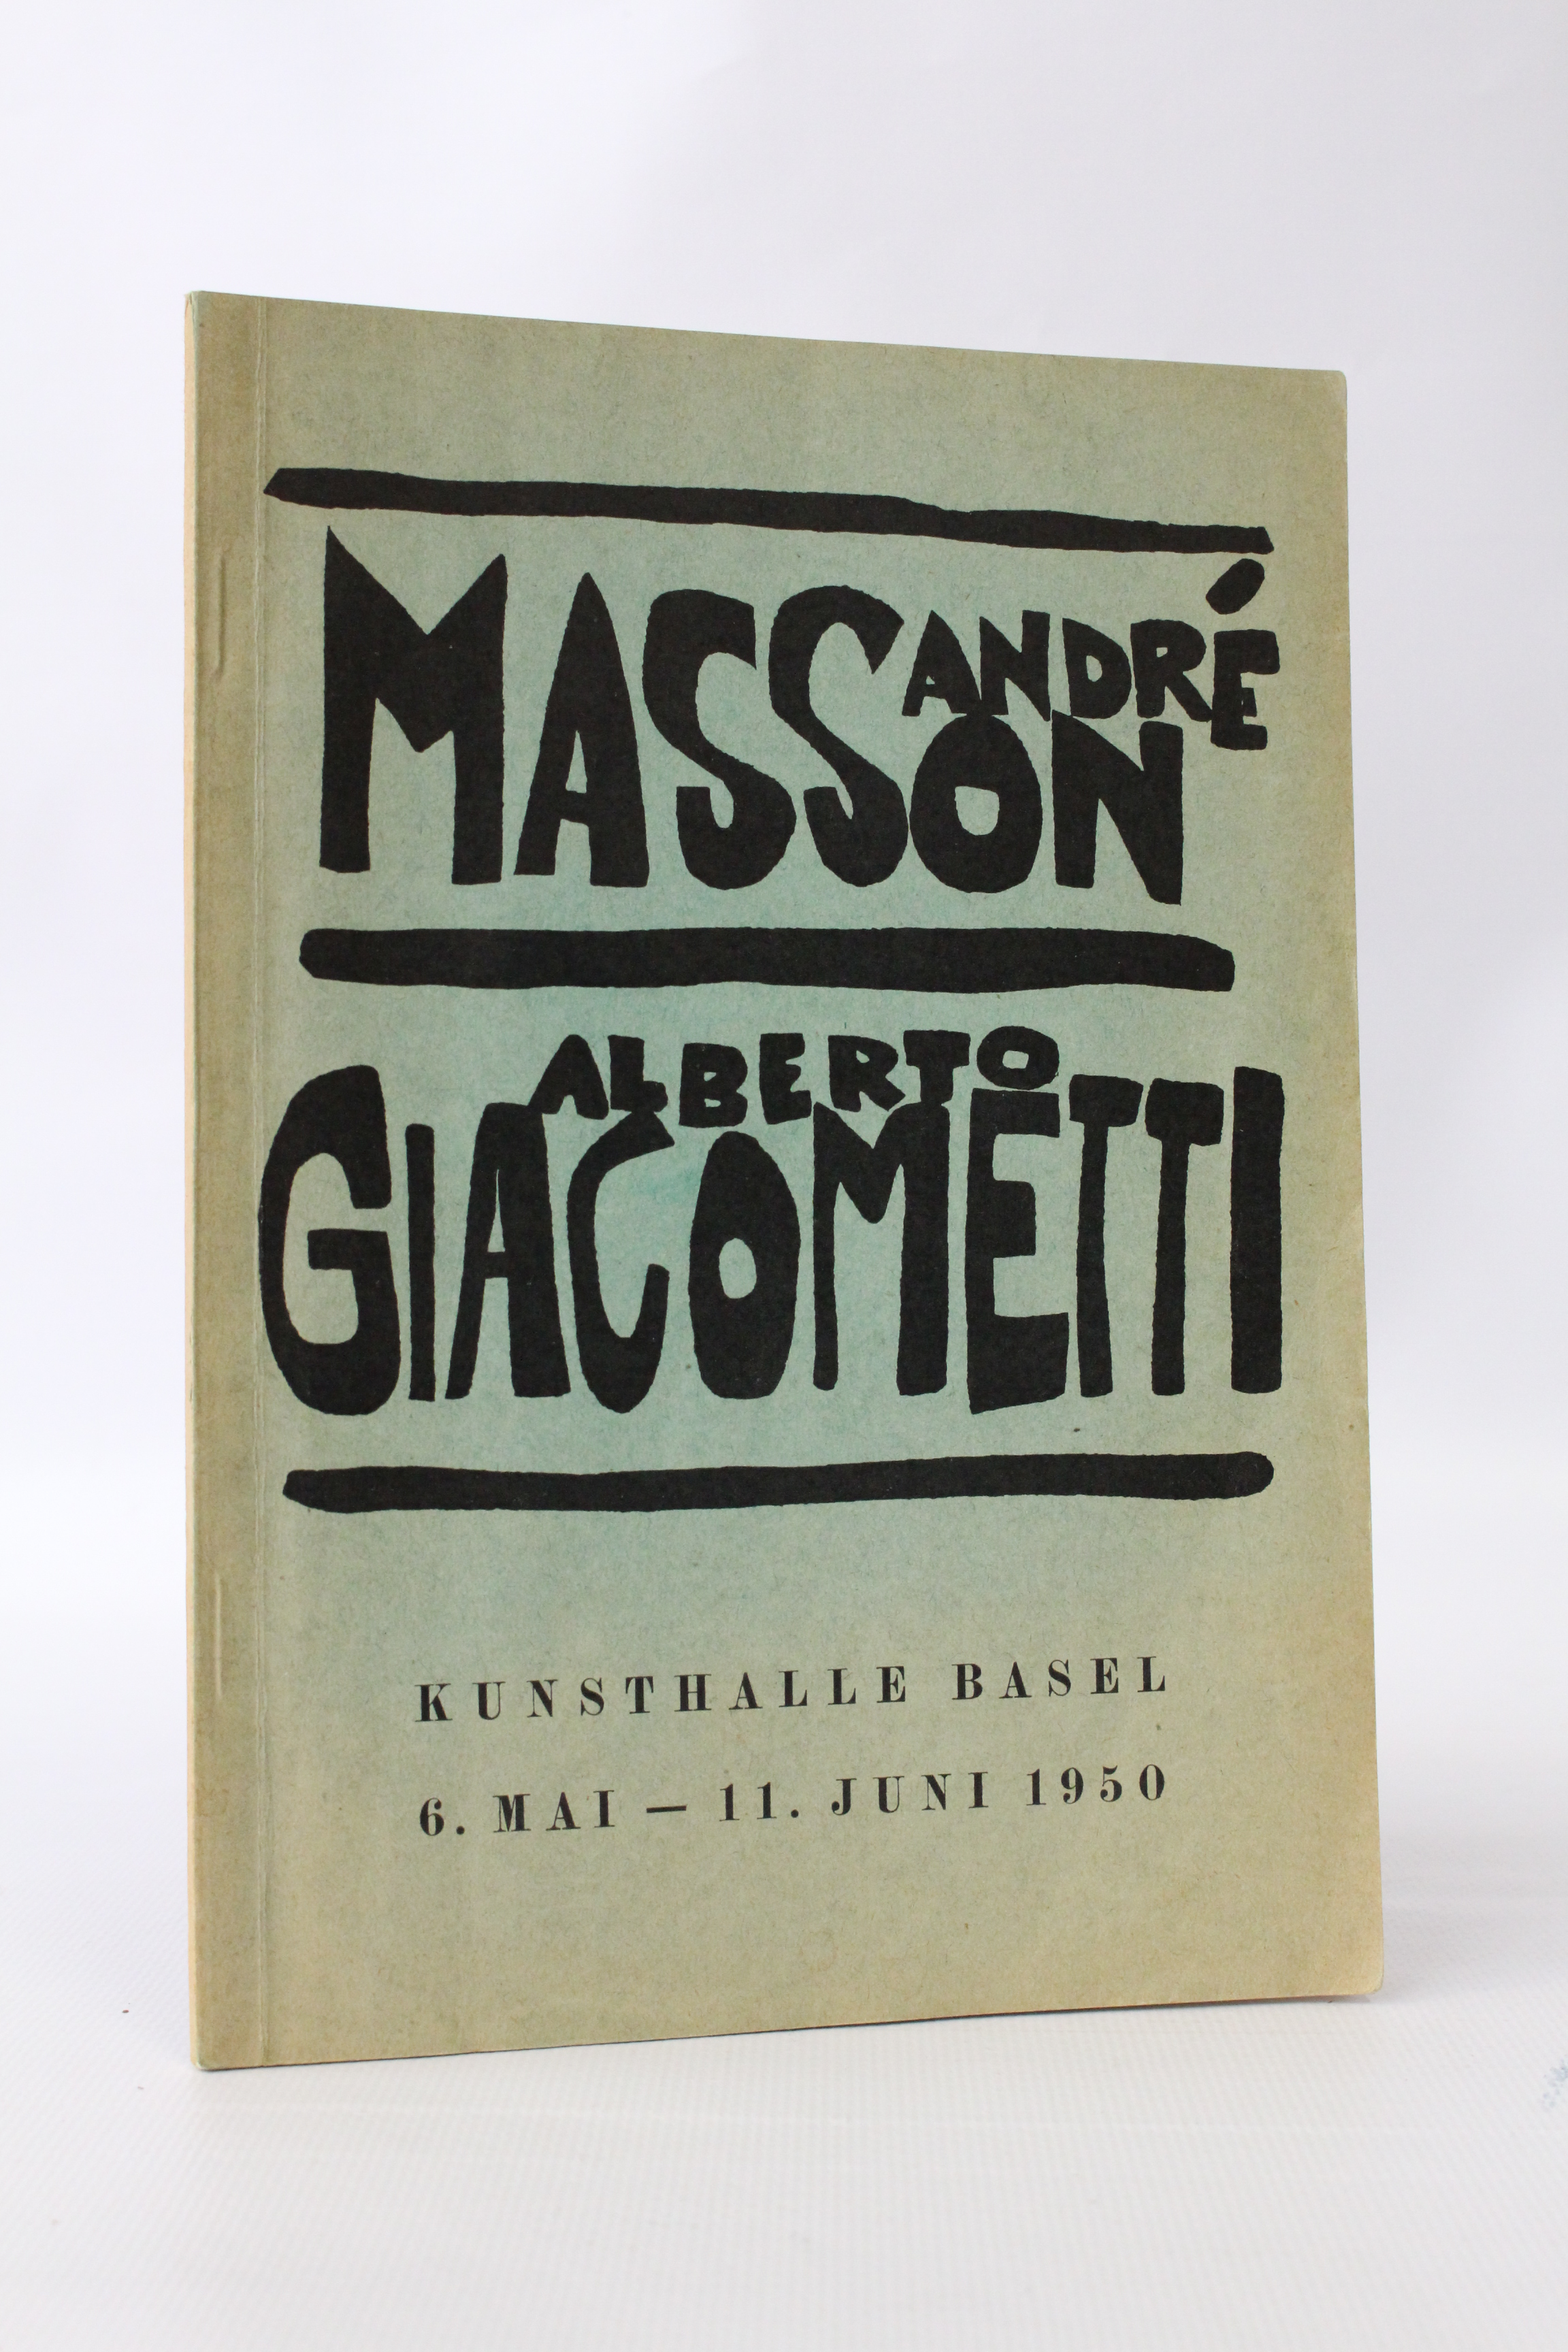 MASSON
ANDRÉ
ALBERTO
GIACOMETTI
KUNSTHALLE BASEL
6. MAI — 11. JUNI 1950